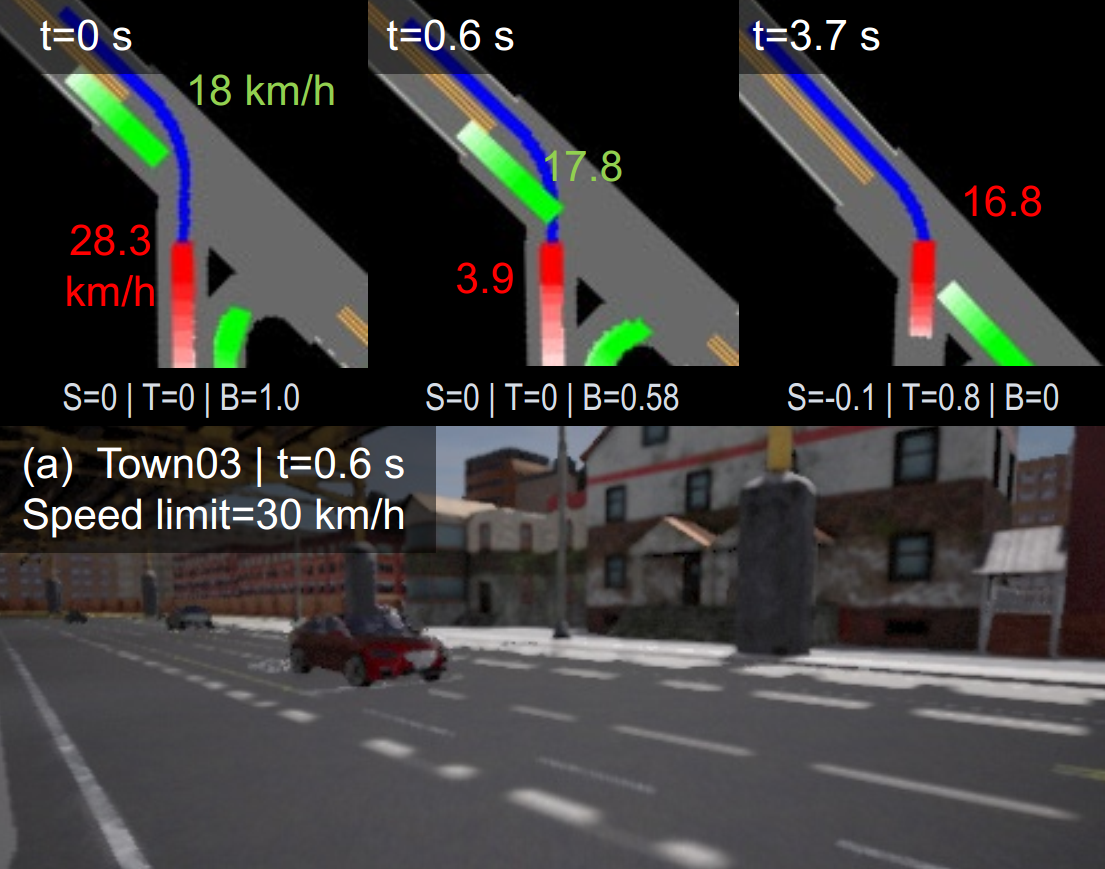 t=0 s
18 km/h
28.3
km/h
S=0 | T=0 | B=1.0
t=0.6 s
17.8
3.9
S=0 | T=0 | B=0.58
t=3.7 s
16.8
S=-0.1 | T=0.8 | B=0
(a) Town03 | t=0.6 s
Speed limit=30 km/h